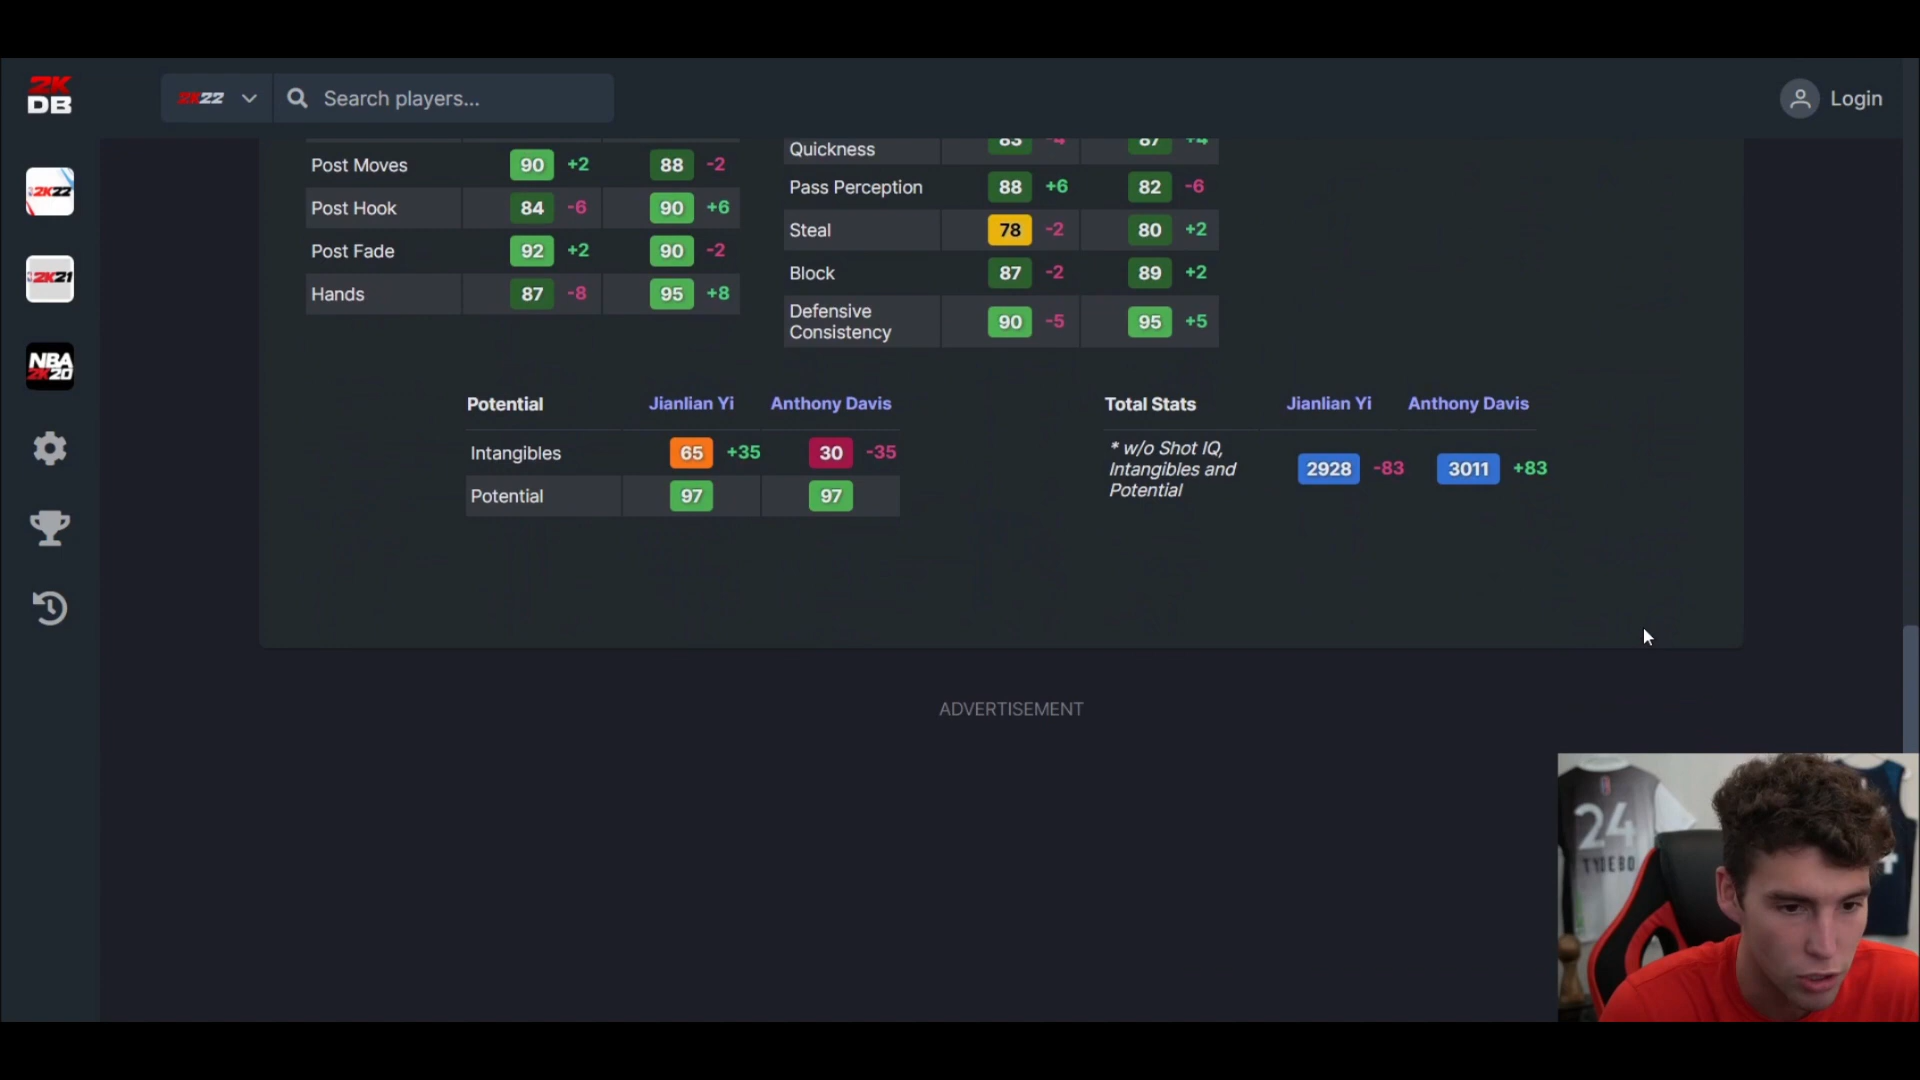 2K DB
2K22
Search players...
Login
2K22
2K21
NBA 2K20
Post Moves 90 +2 88 -2
Post Hook 84 -6 90 +6
Post Fade 92 +2 90 -2
Hands 87 -8 95 +8
Quickness 83 -4 87 +4
Pass Perception 88 +6 82 -6
Steal 78 -2 80 +2
Block 87 -2 89 +2
Defensive
Consistency 90 -5 95 +5
Potential Jianlian Yi Anthony Davis
Intangibles 65 +35 30 -35
Potential 97 97
Total Stats Jianlian Yi Anthony Davis
* w/o Shot IQ,
Intangibles and
Potential
2928 -83 3011 +83
ADVERTISEMENT
24